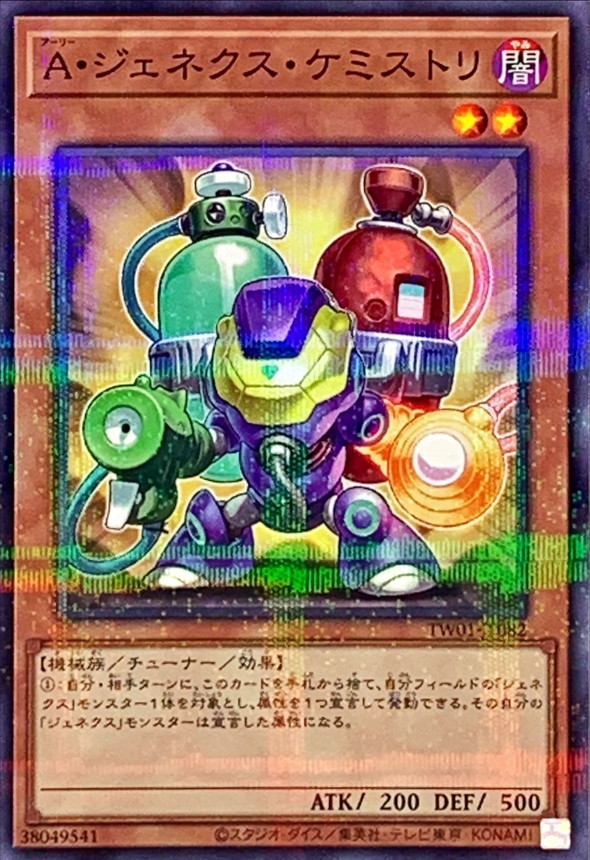 アーリー
A・ジェネクス・ケミストリ
やみ
闇
TW01-
【機械族／チューナー／効果】
①：自分・相手ターンに、このカードを手札から捨て、自分フィールドの「ジェネ
クス」モンスター1体を対象とし、属性を1つ宣言して発動できる。その自分の
「ジェネクス」モンスターは宣言した属性になる。
ATK/ 200 DEF/ 500
38049541
©スタジオ・ダイス/集英社・テレビ東京・KONAMI